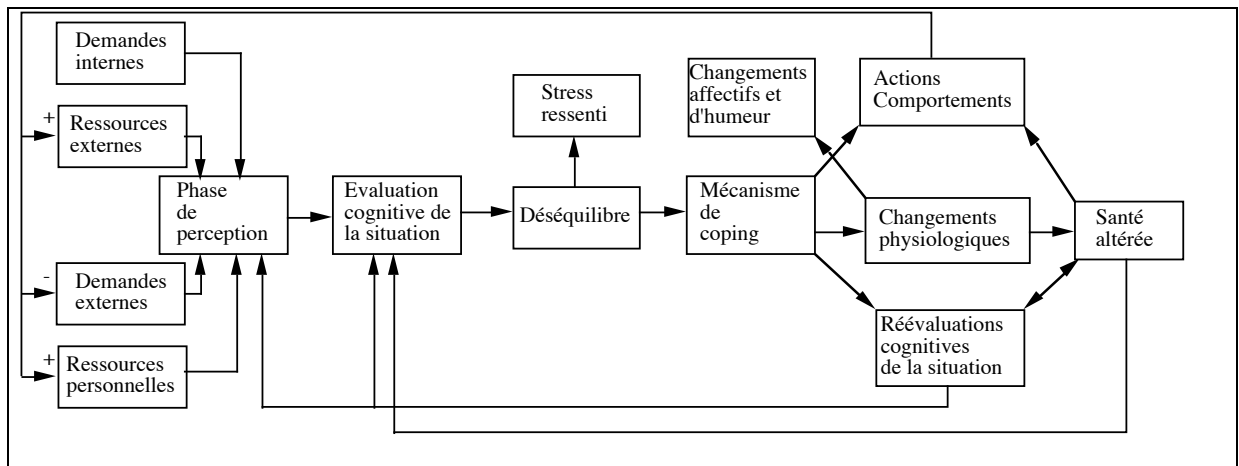 Demandes
internes
+
Ressources
externes
Phase
de
perception
-
Demandes
externes
+
Ressources
personnelles
Evaluation
cognitive de
la situation
Stress
ressenti
Déséquilibre
Mécanisme
de
coping
Changements
affectifs et
d'humeur
Actions
Comportements
Changements
physiologiques
Santé
altérée
Réévaluations
cognitives
de la situation